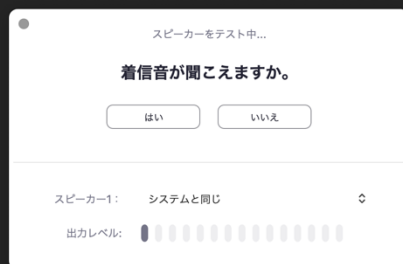 スピーカーをテスト中...
着信音が聞こえますか。
はい
いいえ
スピーカー1： システムと同じ
出力レベル: